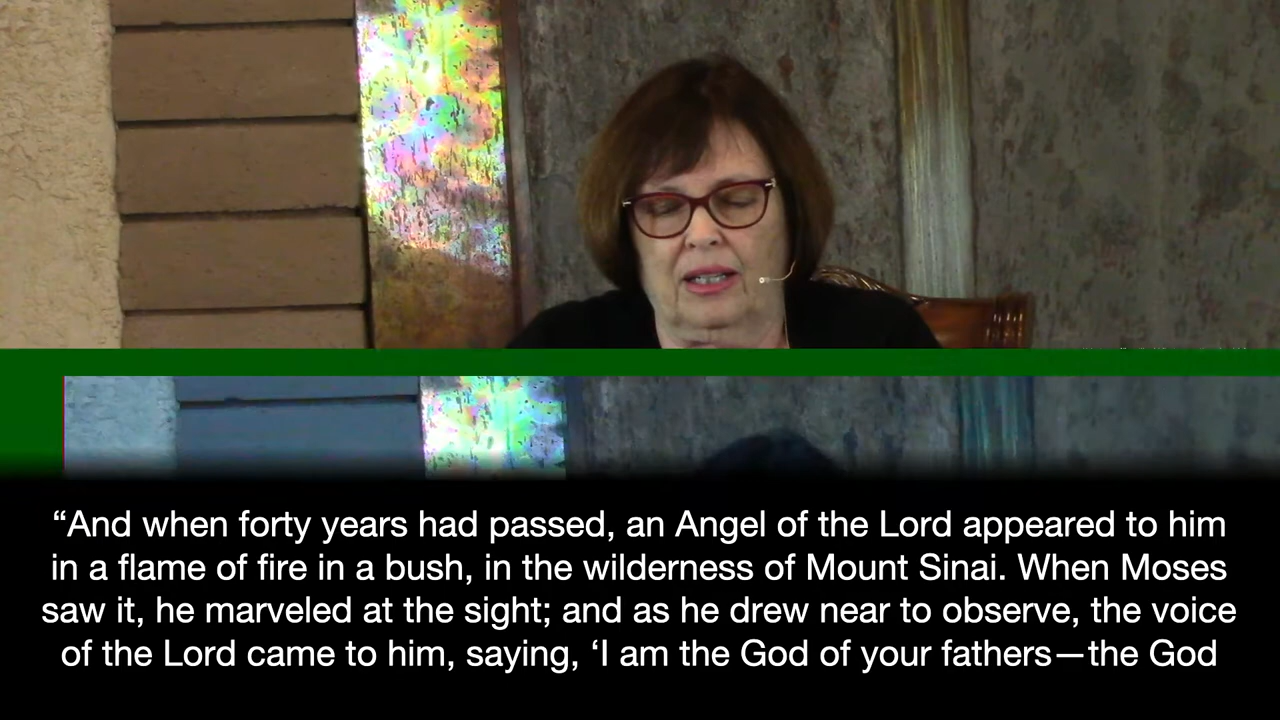 “And when forty years had passed, an Angel of the Lord appeared to him
in a flame of fire in a bush, in the wilderness of Mount Sinai. When Moses
saw it, he marveled at the sight; and as he drew near to observe, the voice
of the Lord came to him, saying, ‘I am the God of your fathers—the God